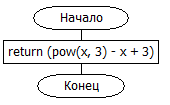 Начало
return (pow(x, 3) - x + 3)
Конец